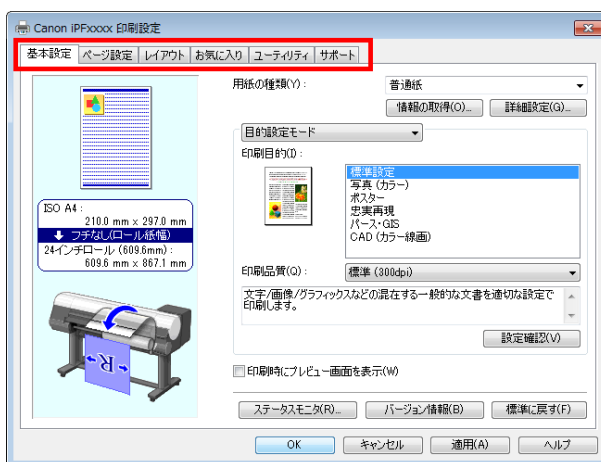 Canon iPFxxxx 印刷設定
基本設定 ページ設定 レイアウト お気に入り ユーティリティ サポート
用紙の種類(Y): 普通紙
情報の取得(O)... 詳細設定(G)...
目的設定モード
印刷目的(I):
標準設定
写真 (カラー)
ポスター
忠実再現
パース・GIS
CAD (カラー線画)
ISO A4:
210.0 mm x 297.0 mm
フチなし(ロール紙幅)
24インチロール (609.6mm):
609.6 mm x 867.1 mm
R
印刷品質(Q): 標準 (300dpi)
文字/画像/グラフィックスなどの混在する一般的な文書を適切な設定で
印刷します。
設定確認(V)
印刷時にプレビュー画面を表示(W)
ステータスモニタ(R)... バージョン情報(B) 標準に戻す(F)
OK キャンセル 適用(A) ヘルプ